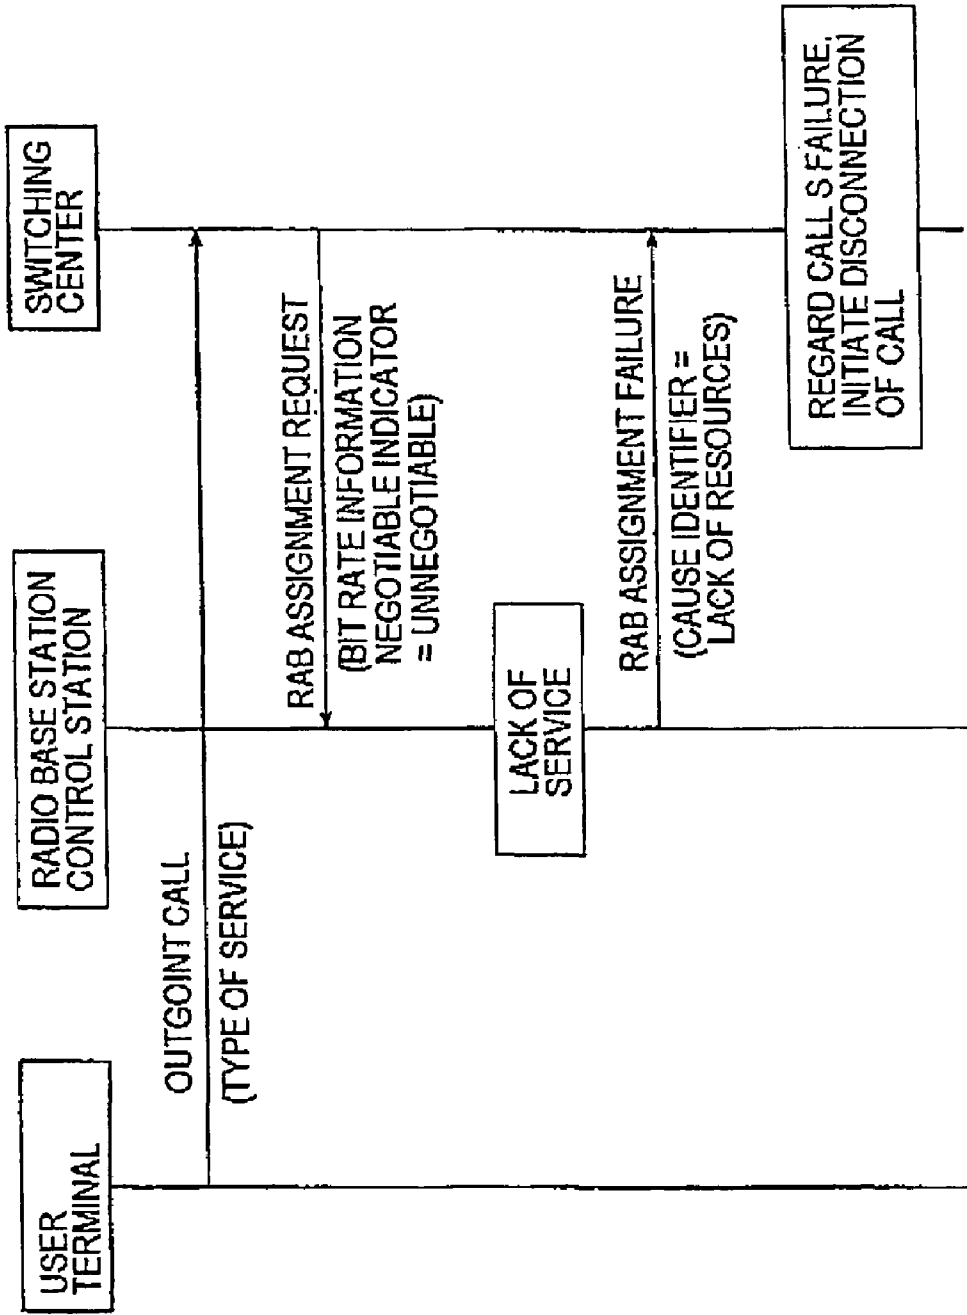 USER
TERMINAL
RADIO BASE STATION
CONTROL STATION
SWITCHING
CENTER
OUTGOINT CALL
(TYPE OF SERVICE)
RAB ASSIGNMENT REQUEST
(BIT RATE INFORMATION
NEGOTIABLE INDICATOR
= UNNEGOTIABLE)
LACK OF
SERVICE
RAB ASSIGNMENT FAILURE
(CAUSE IDENTIFIER =
LACK OF RESOURCES)
REGARD CALL S FAILURE,
INITIATE DISCONNECTION
OF CALL